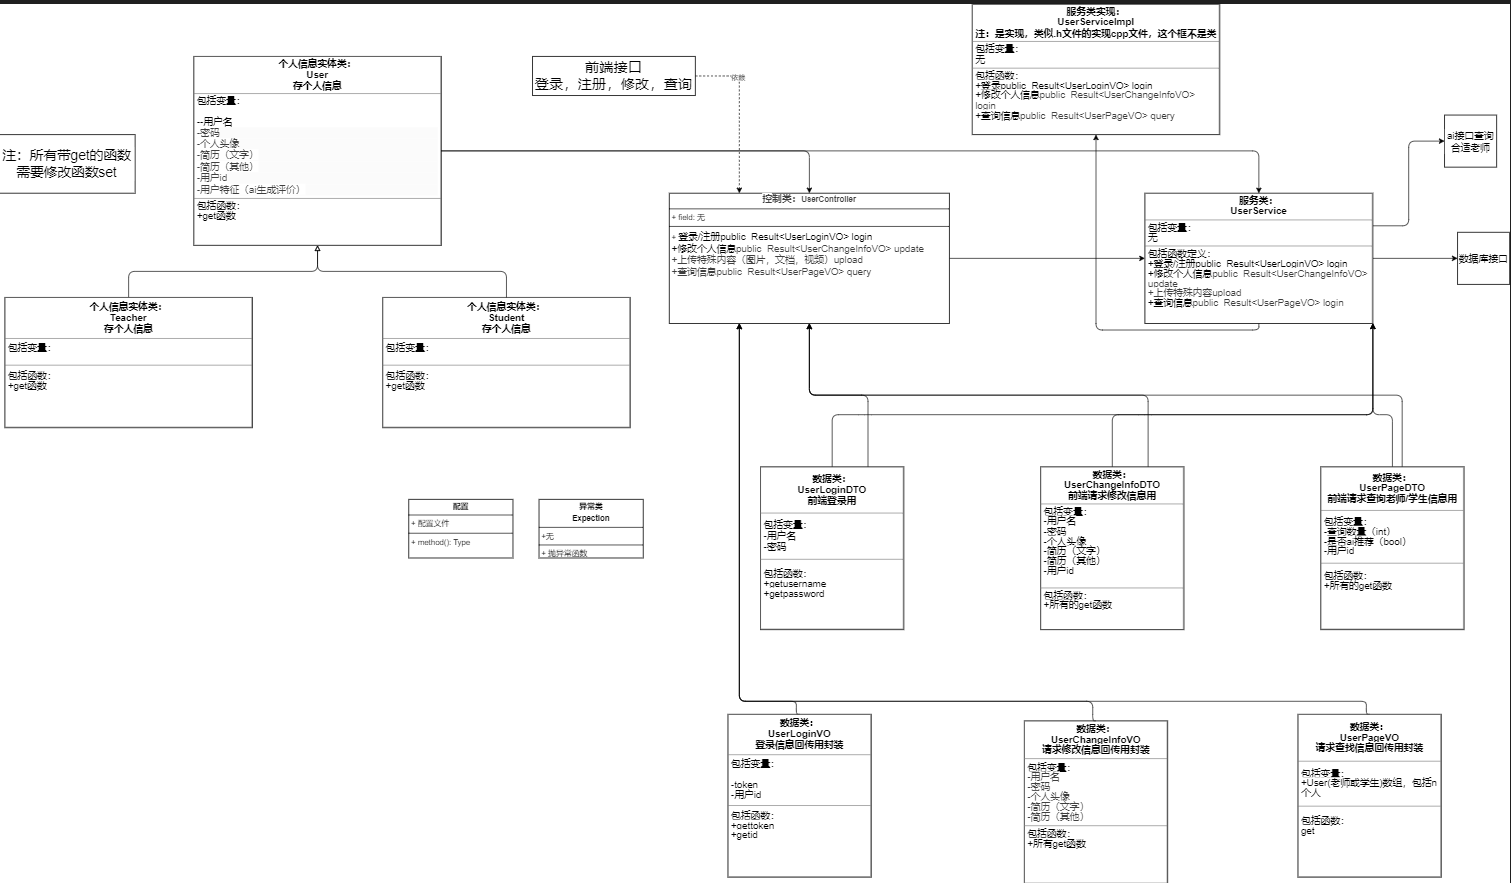 服务类实现：
UserServiceImpl
注：是实现，类似.h文件的实现cpp文件，这个框不是类
包括变量：
无
包括函数：
+登录public Result<UserLoginVO> login
+修改个人信息public Result<UserChangeInfoVO>
login
+查询信息public Result<UserPageVO> query
个人信息实体类：
User
存个人信息
包括变量：
--用户名
-密码
-个人头像
-简历（文字）
-简历（其他）
-用户id
-用户特征（ai生成评价）
包括函数：
+get函数
前端接口
登录，注册，修改，查询
依赖
注：所有带get的函数
需要修改函数set
ai接口查询
合适老师
控制类：UserController
+ field: 无
+ 登录/注册public Result<UserLoginVO> login
+修改个人信息public Result<UserChangeInfoVO> update
+上传特殊内容（图片，文档，视频）upload
+查询信息public Result<UserPageVO> query
服务类：
UserService
包括变量：
无
包括函数定义：
+登录/注册public Result<UserLoginVO> login
+修改个人信息public Result<UserChangeInfoVO>
update
+上传特殊内容upload
+查询信息public Result<UserPageVO> login
数据库接口
个人信息实体类：
Teacher
存个人信息
包括变量：
包括函数：
+get函数
个人信息实体类：
Student
存个人信息
包括变量：
包括函数：
+get函数
配置
+ 配置文件
+ method(): Type
异常类
Expection
+无
+ 抛异常函数
数据类：
UserLoginDTO
前端登录用
包括变量：
-用户名
-密码
包括函数：
+getusername
+getpassword
数据类：
UserChangeInfoDTO
前端请求修改信息用
包括变量：
-用户名
-密码
-个人头像
-简历（文字）
-简历（其他）
-用户id
包括函数：
+所有的get函数
数据类：
UserPageDTO
前端请求查询老师/学生信息用
包括变量：
-查询数量（int）
-是否ai推荐（bool）
-用户id
包括函数：
+所有的get函数
数据类：
UserLoginVO
登录信息回传用封装
包括变量：
-token
-用户id
包括函数：
+gettoken
+getid
数据类：
UserChangeInfoVO
请求修改信息回传用封装
包括变量：
-用户名
-密码
-个人头像
-简历（文字）
-简历（其他）
包括函数：
+所有get函数
数据类：
UserPageVO
请求查找信息回传用封装
包括变量：
+User(老师或学生)数组，包括n
个人
包括函数：
get